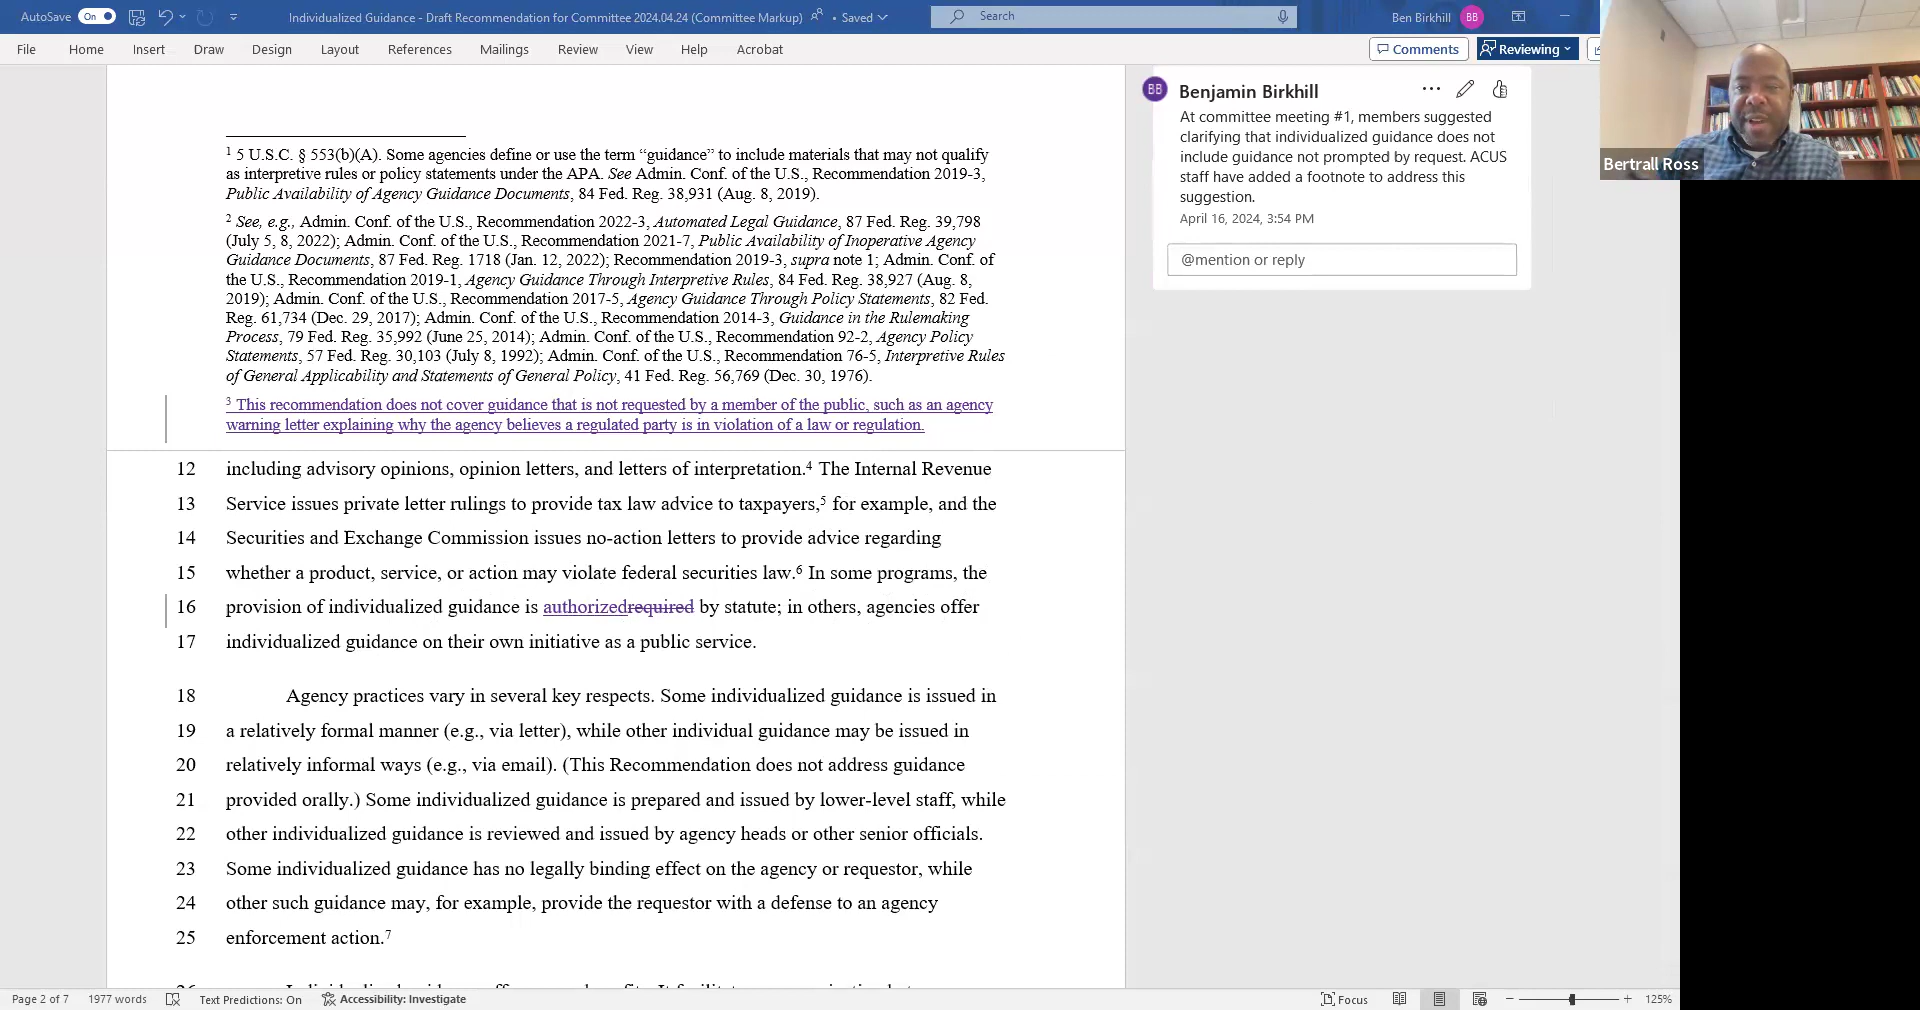 AutoSave On Individualized Guidance - Draft Recommendation for Committee 2024.04.24 (Committee Markup) • Saved Search Ben Birkhill BB
File Home Insert Draw Design Layout References Mailings Review View Help Acrobat Comments Reviewing
1 5 U.S.C. § 553(b)(A). Some agencies define or use the term “guidance” to include materials that may not qualify
as interpretive rules or policy statements under the APA. See Admin. Conf. of the U.S., Recommendation 2019-3,
Public Availability of Agency Guidance Documents, 84 Fed. Reg. 38,931 (Aug. 8, 2019).
2 See, e.g., Admin. Conf. of the U.S., Recommendation 2022-3, Automated Legal Guidance, 87 Fed. Reg. 39,798
(July 5, 8, 2022); Admin. Conf. of the U.S., Recommendation 2021-7, Public Availability of Inoperative Agency
Guidance Documents, 87 Fed. Reg. 1718 (Jan. 12, 2022); Recommendation 2019-3, supra note 1; Admin. Conf. of
the U.S., Recommendation 2019-1, Agency Guidance Through Interpretive Rules, 84 Fed. Reg. 38,927 (Aug. 8,
2019); Admin. Conf. of the U.S., Recommendation 2017-5, Agency Guidance Through Policy Statements, 82 Fed.
Reg. 61,734 (Dec. 29, 2017); Admin. Conf. of the U.S., Recommendation 2014-3, Guidance in the Rulemaking
Process, 79 Fed. Reg. 35,992 (June 25, 2014); Admin. Conf. of the U.S., Recommendation 92-2, Agency Policy
Statements, 57 Fed. Reg. 30,103 (July 8, 1992); Admin. Conf. of the U.S., Recommendation 76-5, Interpretive Rules
of General Applicability and Statements of General Policy, 41 Fed. Reg. 56,769 (Dec. 30, 1976).
3 This recommendation does not cover guidance that is not requested by a member of the public, such as an agency
warning letter explaining why the agency believes a regulated party is in violation of a law or regulation.
12 including advisory opinions, opinion letters, and letters of interpretation.4 The Internal Revenue
13 Service issues private letter rulings to provide tax law advice to taxpayers,5 for example, and the
14 Securities and Exchange Commission issues no-action letters to provide advice regarding
15 whether a product, service, or action may violate federal securities law.6 In some programs, the
16 provision of individualized guidance is authorizedrequired by statute; in others, agencies offer
17 individualized guidance on their own initiative as a public service.
18 Agency practices vary in several key respects. Some individualized guidance is issued in
19 a relatively formal manner (e.g., via letter), while other individual guidance may be issued in
20 relatively informal ways (e.g., via email). (This Recommendation does not address guidance
21 provided orally.) Some individualized guidance is prepared and issued by lower-level staff, while
22 other individualized guidance is reviewed and issued by agency heads or other senior officials.
23 Some individualized guidance has no legally binding effect on the agency or requestor, while
24 other such guidance may, for example, provide the requestor with a defense to an agency
25 enforcement action.7
BB Benjamin Birkhill
At committee meeting #1, members suggested
clarifying that individualized guidance does not
include guidance not prompted by request. ACUS
staff have added a footnote to address this
suggestion.
April 16, 2024, 3:54 PM
@mention or reply
Bertrall Ross
Page 2 of 7 1977 words Text Predictions: On Accessibility: Investigate Focus 125%